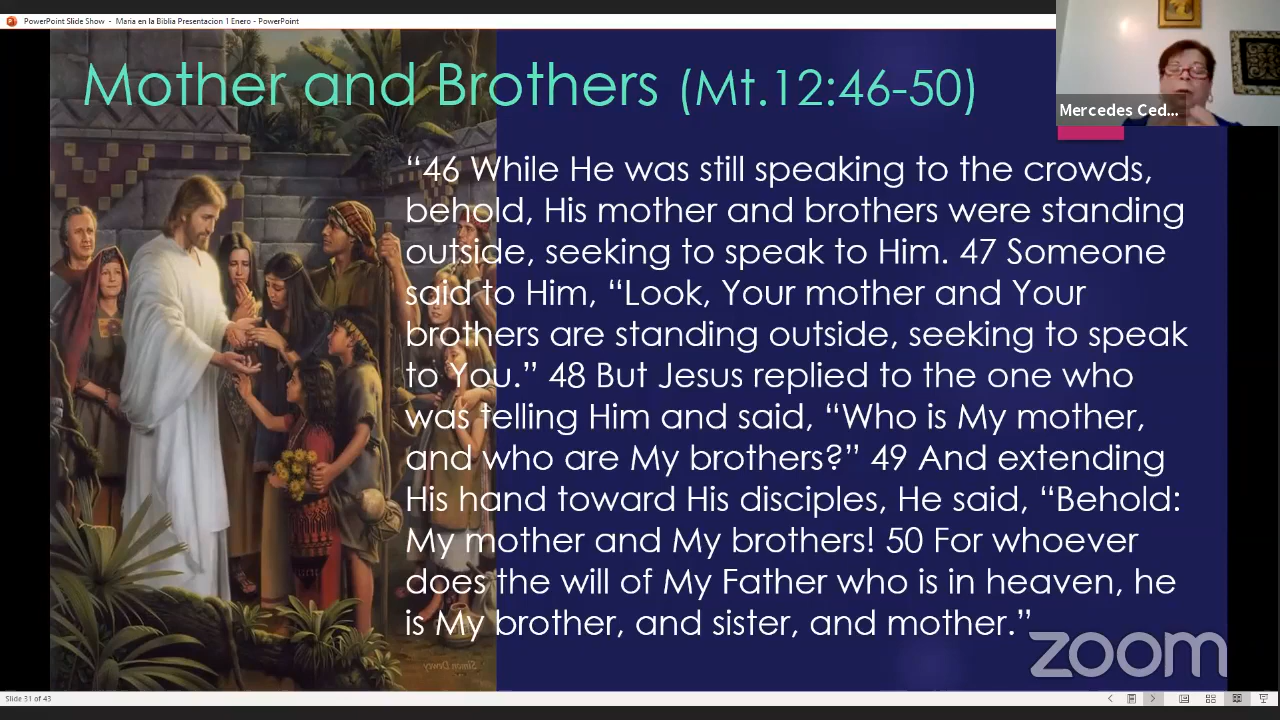 PowerPoint Slide Show - Maria en la Biblia Presentacion 1 Enero - PowerPoint
Mother and Brothers (Mt.12:46-50)
Mercedes Ced...
“46 While He was still speaking to the crowds,
behold, His mother and brothers were standing
outside, seeking to speak to Him. 47 Someone
said to Him, “Look, Your mother and Your
brothers are standing outside, seeking to speak
to You.” 48 But Jesus replied to the one who
was telling Him and said, “Who is My mother,
and who are My brothers?” 49 And extending
His hand toward His disciples, He said, “Behold:
My mother and My brothers! 50 For whoever
does the will of My Father who is in heaven, he
is My brother, and sister, and mother.”
Simon Dewey
zoom
Slide 31 of 43